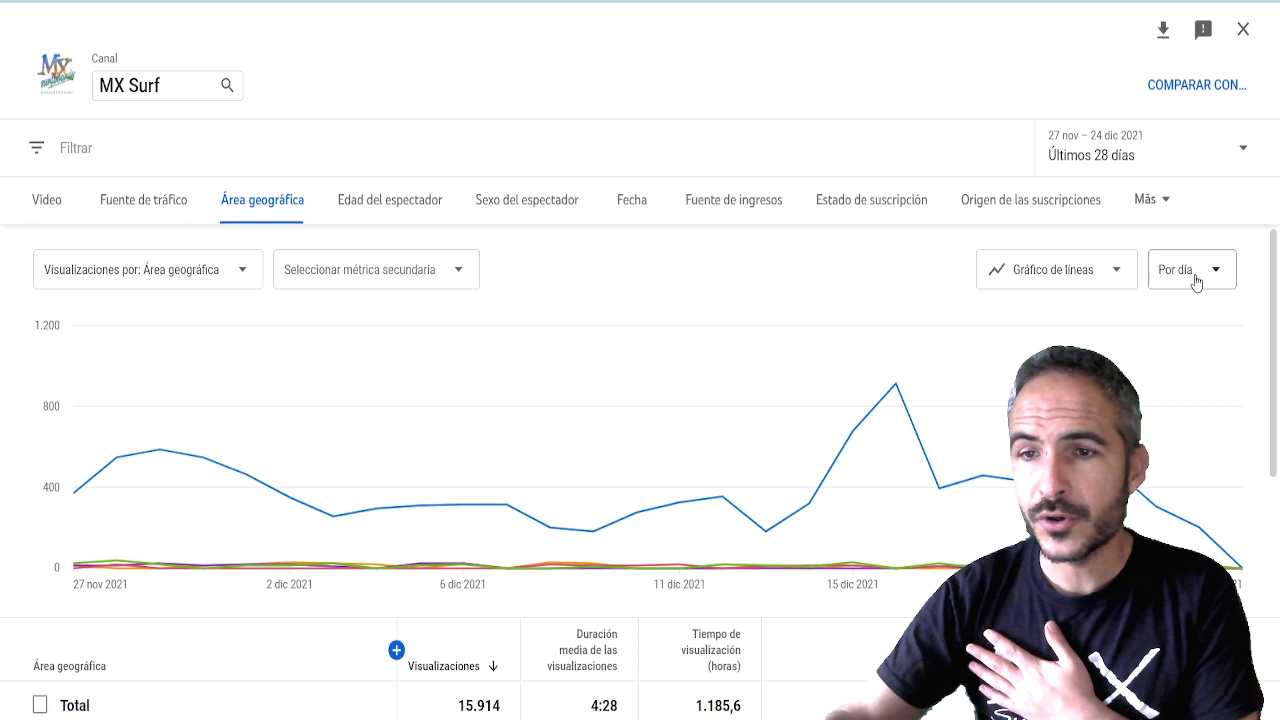 Canal
MX
MX Surf
COMPARAR CON...
Filtrar
27 nov – 24 dic 2021
Últimos 28 días
Vídeo
Fuente de tráfico
Área geográfica
Edad del espectador
Sexo del espectador
Fecha
Fuente de ingresos
Estado de suscripción
Origen de las suscripciones
Más
Visualizaciones por: Área geográfica
Seleccionar métrica secundaria
Gráfico de líneas
Por día
1.200
800
400
0
27 nov 2021
2 dic 2021
6 dic 2021
11 dic 2021
15 dic 2021
Área geográfica
Visualizaciones
Duración
media de las
visualizaciones
Tiempo de
visualización
(horas)
Total
15.914
4:28
1.185,6